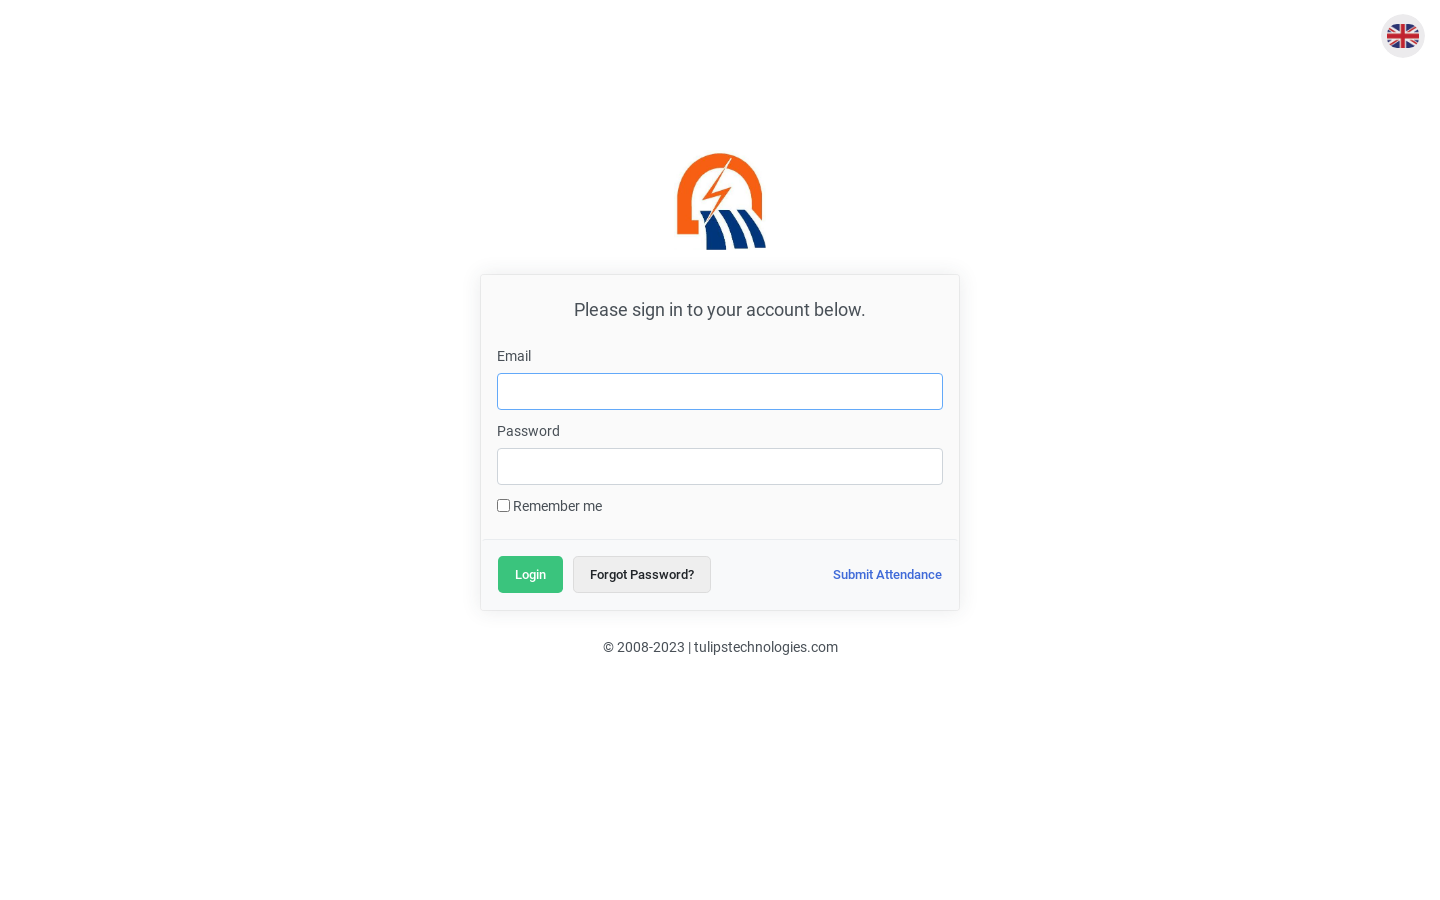 Please sign in to your account below.
Email
Password
Remember me
Login
Forgot Password?
Submit Attendance
© 2008-2023 | tulipstechnologies.com